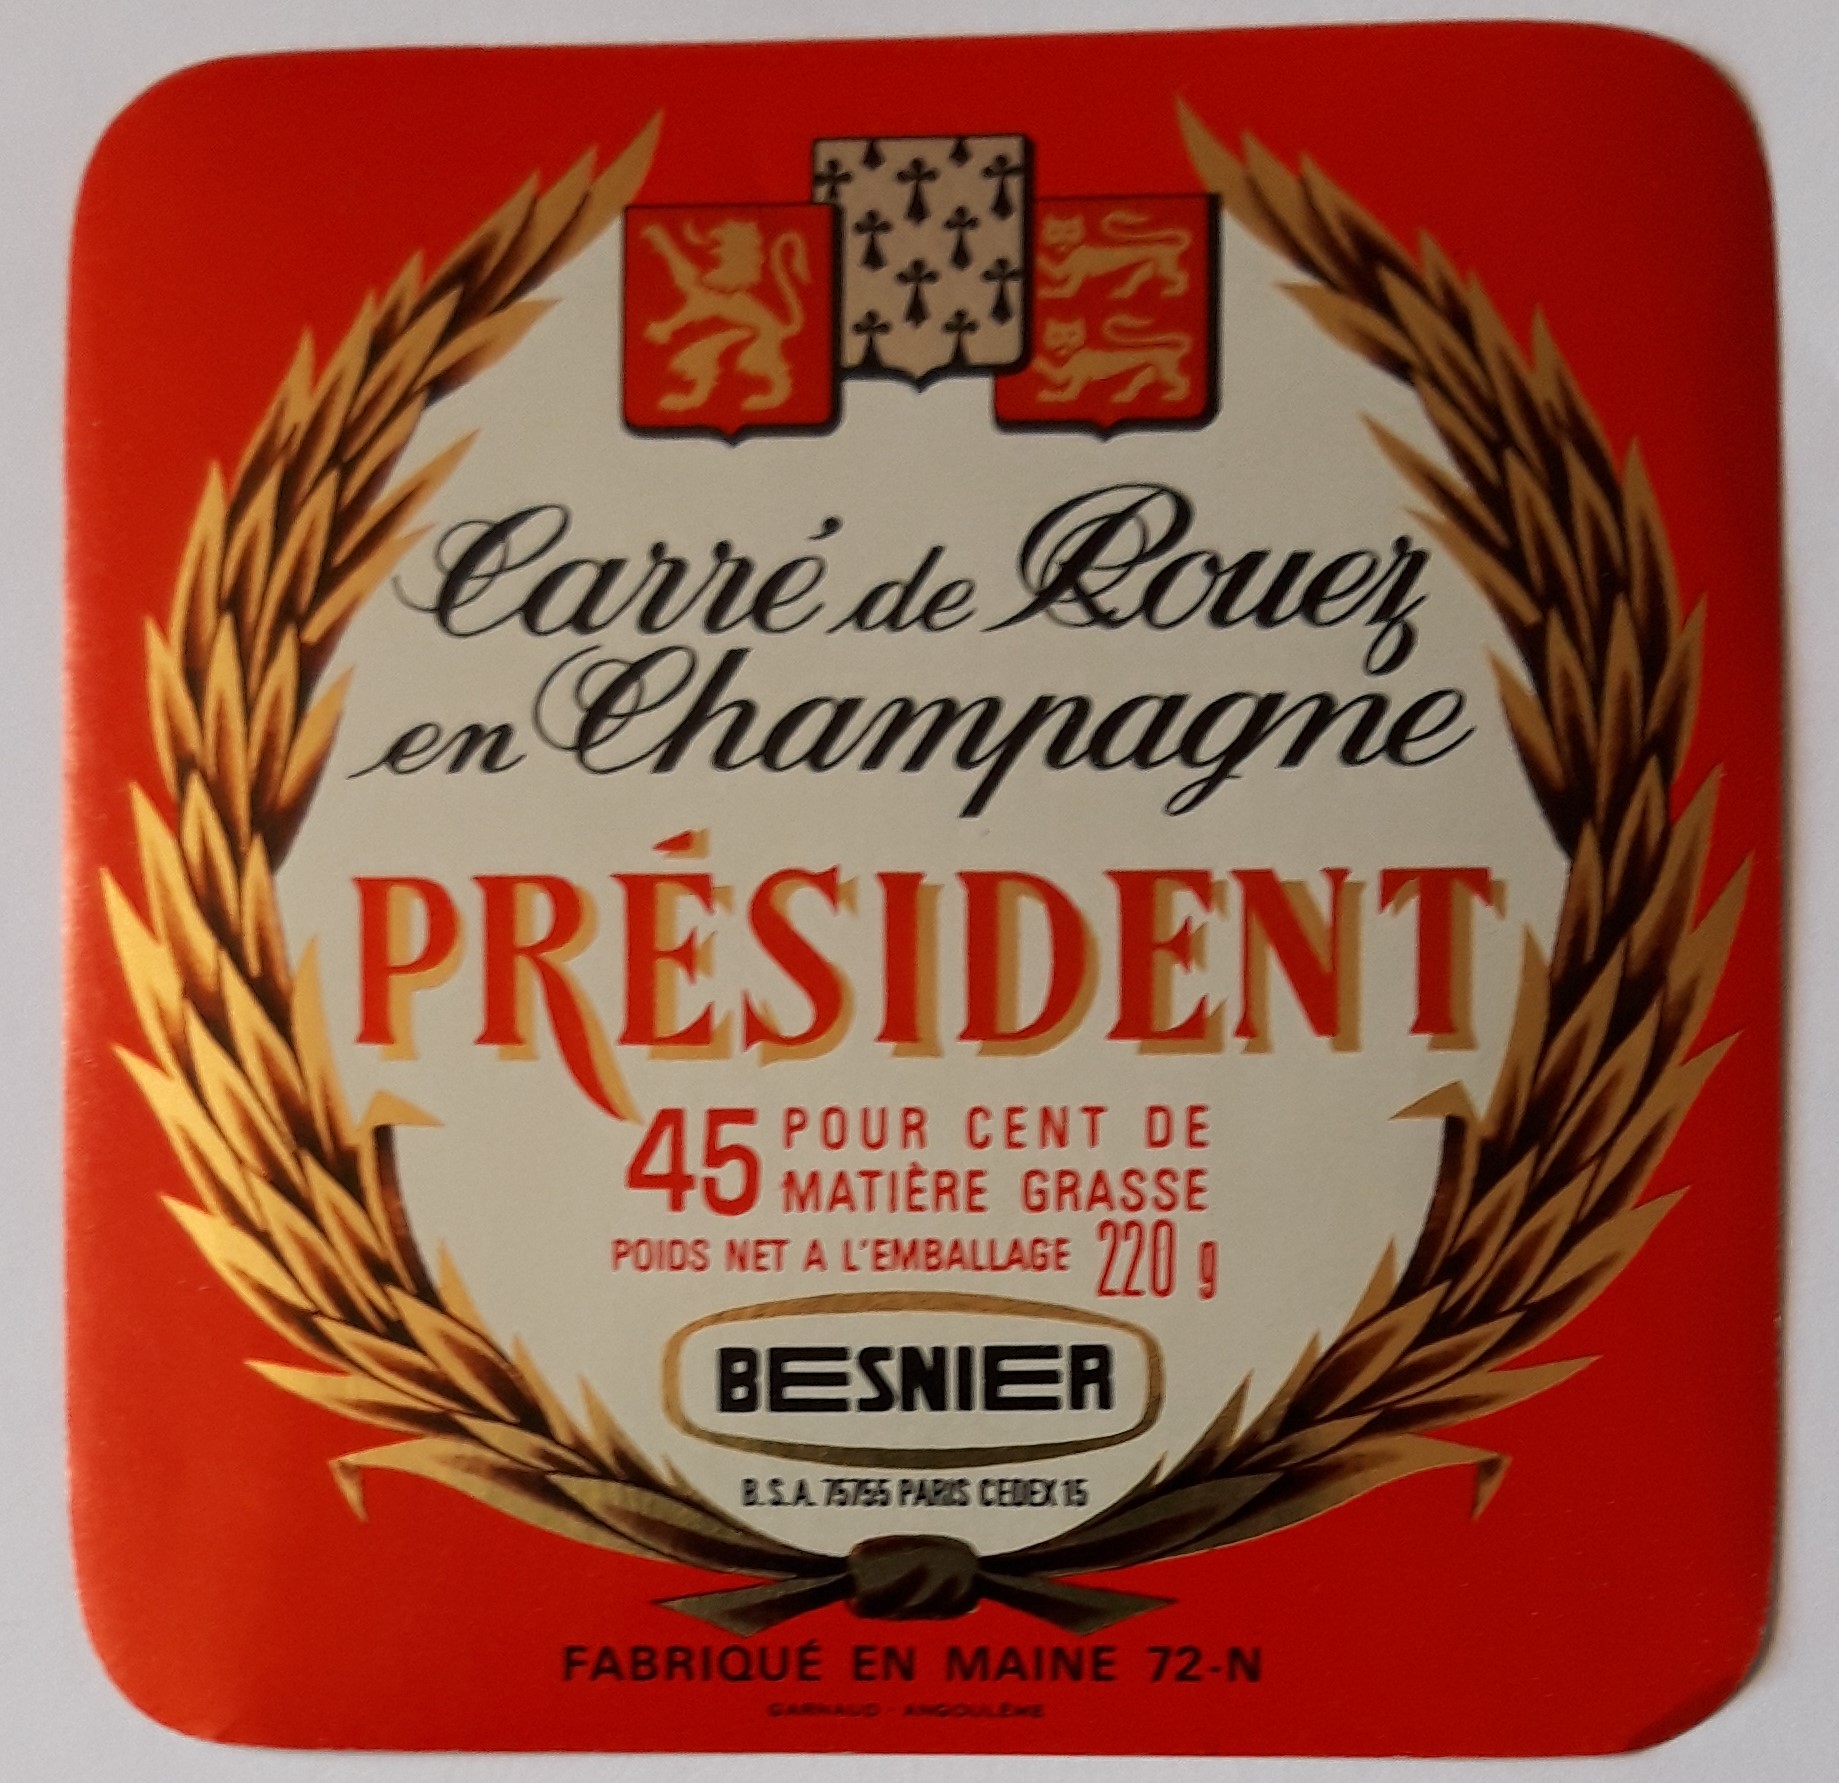 Carré de Rouez
en Champagne
PRÉSIDENT
45 POUR CENT DE
MATIÈRE GRASSE
POIDS NET A L'EMBALLAGE 220 g
BESNIER
B.S.A. 75755 PARIS CEDEX 15
FABRIQUÉ EN MAINE 72-N
GARNAUD - ANGOULÊME